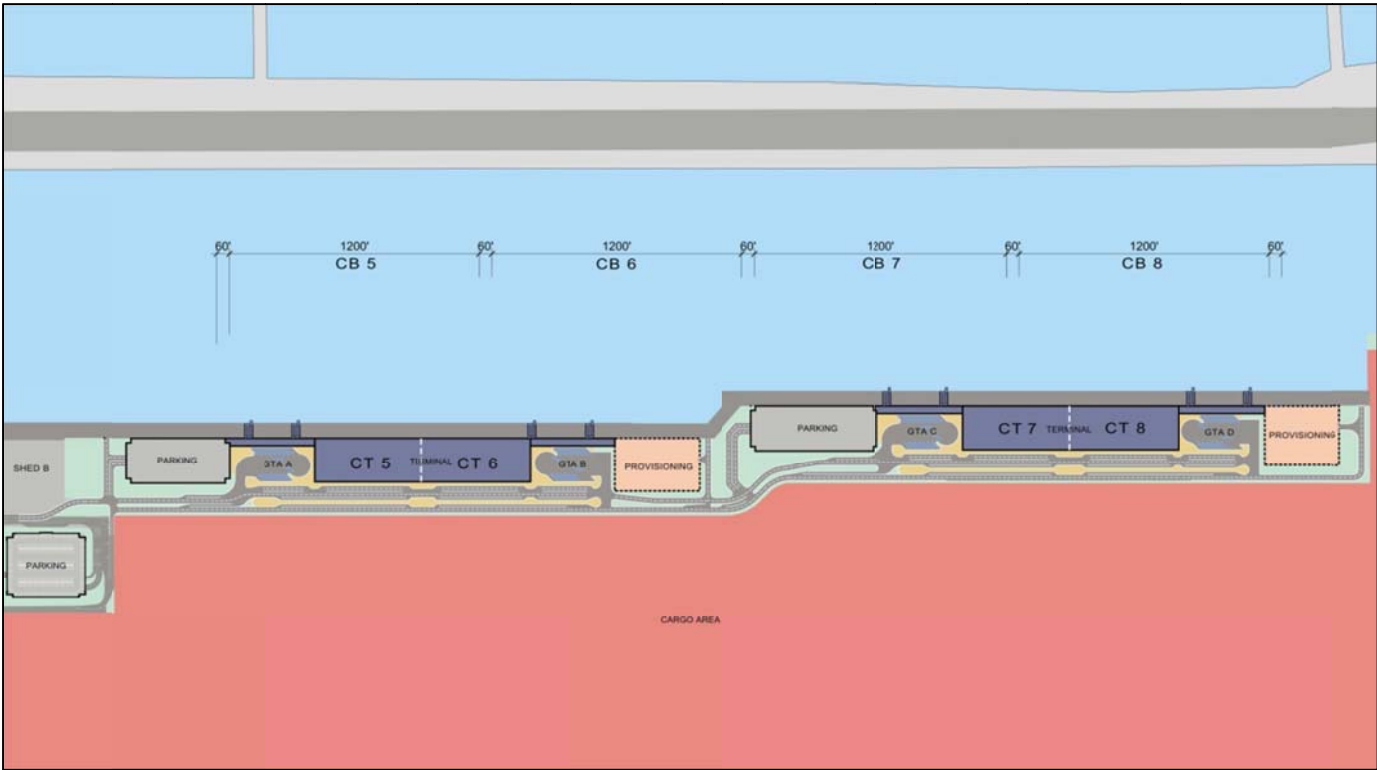 60' 1200' 60' 1200' 60' 1200' 60' 1200' 60'
CB 5 CB 6 CB 7 CB 8
PARKING GTA C CT 7 TERMINAL CT 8 GTA D PROVISIONING
SHED B PARKING GTA A CT 5 CT 6 GTA B PROVISIONING
PARKING
CARGO AREA